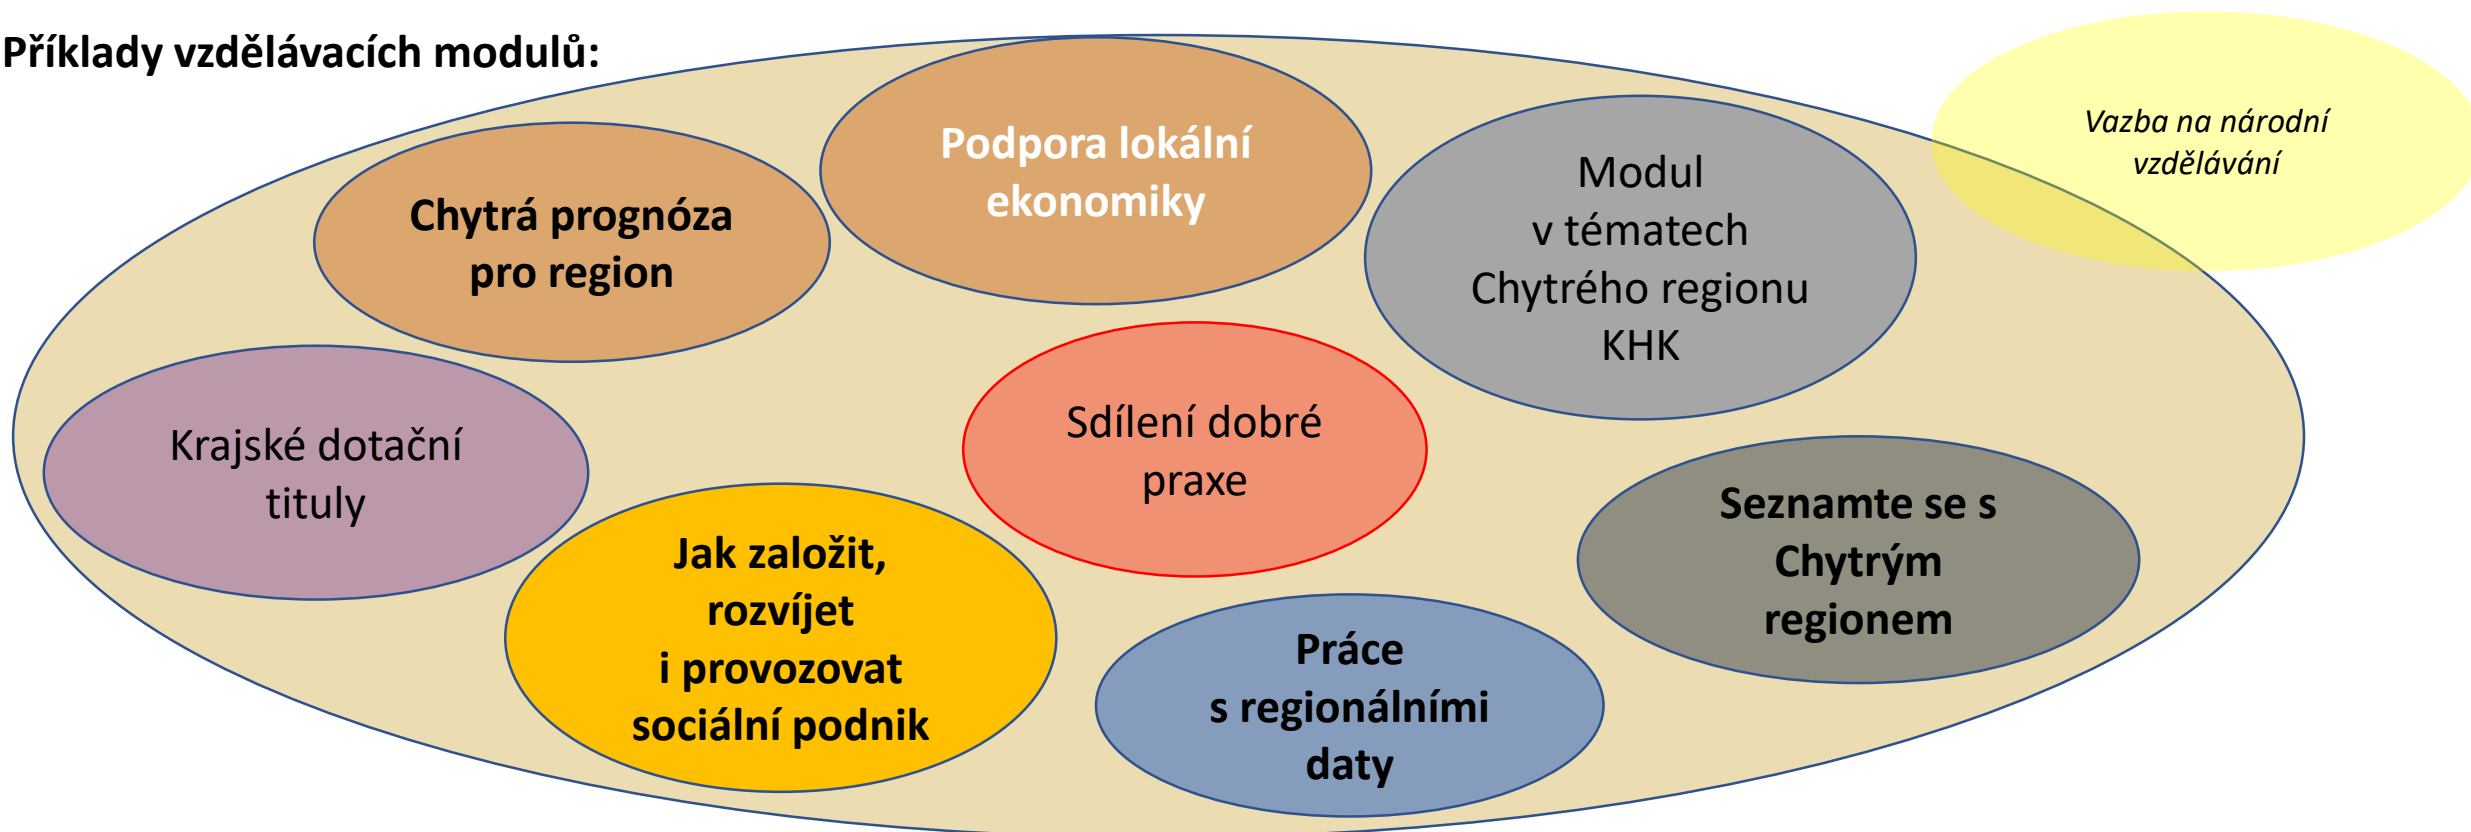 Příklady vzdělávacích modulů:
Podpora lokální
ekonomiky
Vazba na národní
vzdělávání
Chytrá prognóza
pro region
Modul
v tématech
Chytrého regionu
KHK
Krajské dotační
tituly
Sdílení dobré
praxe
Seznamte se s
Chytrým
regionem
Jak založit,
rozvíjet
i provozovat
sociální podnik
Práce
s regionálními
daty